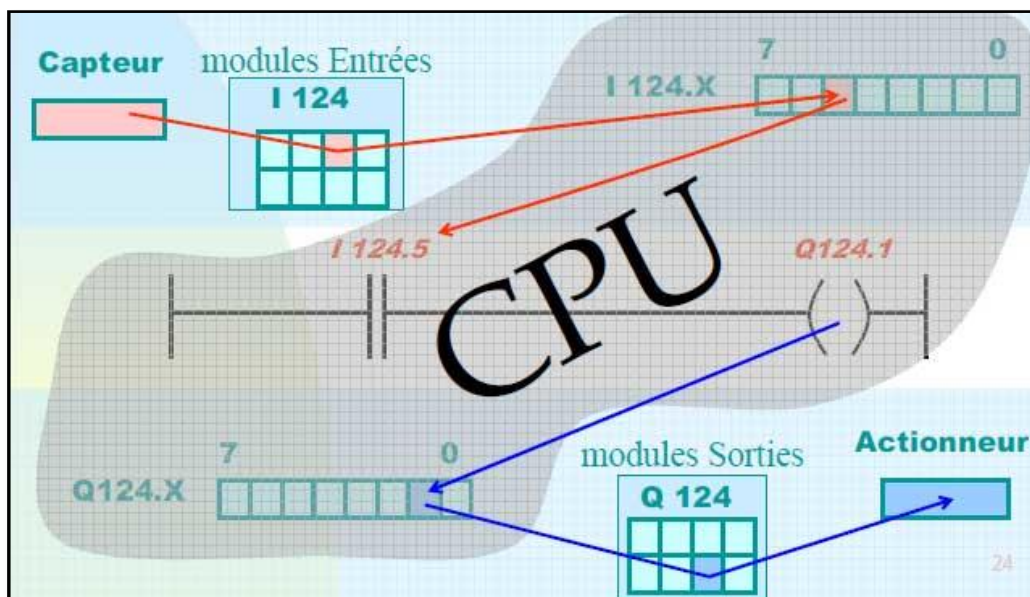 Capteur
modules Entrées
I 124
I 124.X
7 0
I 124.5
Q124.1
CPU
7 0
Q124.X
modules Sorties
Q 124
Actionneur
24